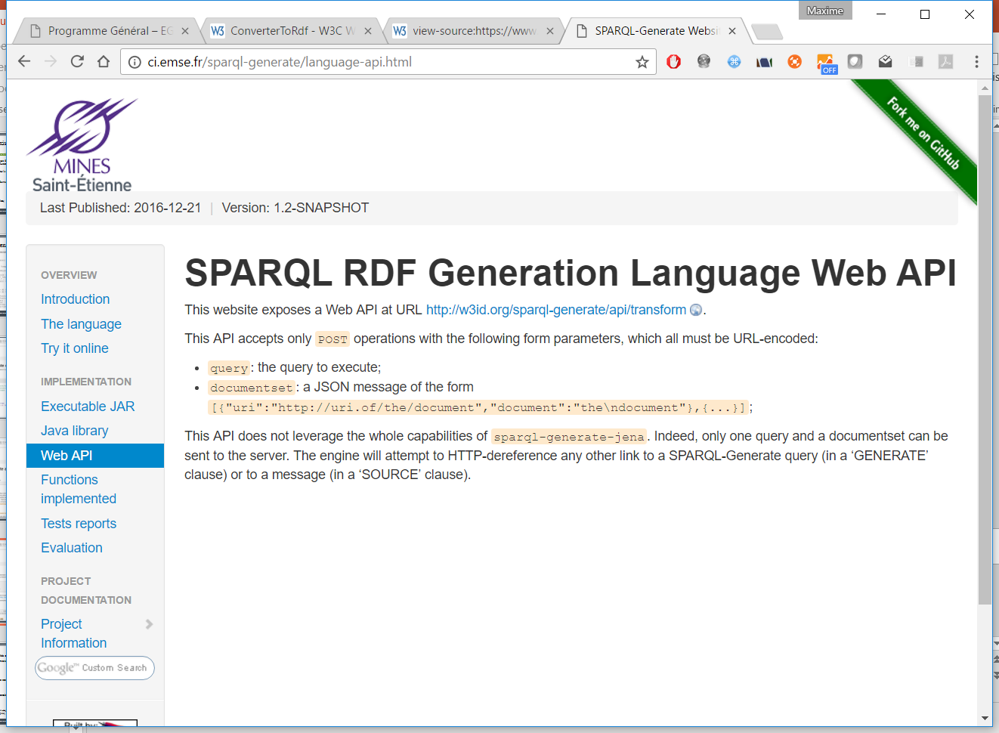 Maxime
Programme Général – EG
ConverterToRdf - W3C W
view-source:https://www
SPARQL-Generate Websit
ci.emse.fr/sparql-generate/language-api.html
OFF
Fork me on GitHub
MINES
Saint-Étienne
Last Published: 2016-12-21 | Version: 1.2-SNAPSHOT
OVERVIEW
Introduction
The language
Try it online
IMPLEMENTATION
Executable JAR
Java library
Web API
Functions
implemented
Tests reports
Evaluation
PROJECT
DOCUMENTATION
Project
Information
Google™ Custom Search
Built by:
SPARQL RDF Generation Language Web API
This website exposes a Web API at URL http://w3id.org/sparql-generate/api/transform .
This API accepts only POST operations with the following form parameters, which all must be URL-encoded:
• query: the query to execute;
• documentset: a JSON message of the form
[{"uri":"http://uri.of/the/document","document":"the\ndocument"},{...}];
This API does not leverage the whole capabilities of sparql-generate-jena. Indeed, only one query and a documentset can be
sent to the server. The engine will attempt to HTTP-dereference any other link to a SPARQL-Generate query (in a ‘GENERATE’
clause) or to a message (in a ‘SOURCE’ clause).